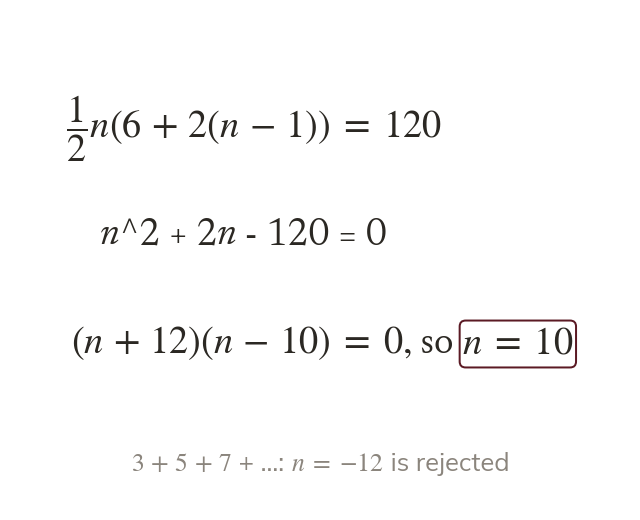 \frac{1}{2}n(6 + 2(n − 1)) = 120
n^2 + 2n - 120 = 0
(n + 12)(n − 10) = 0, so n = 10
3 + 5 + 7 + ...: n = −12 is rejected